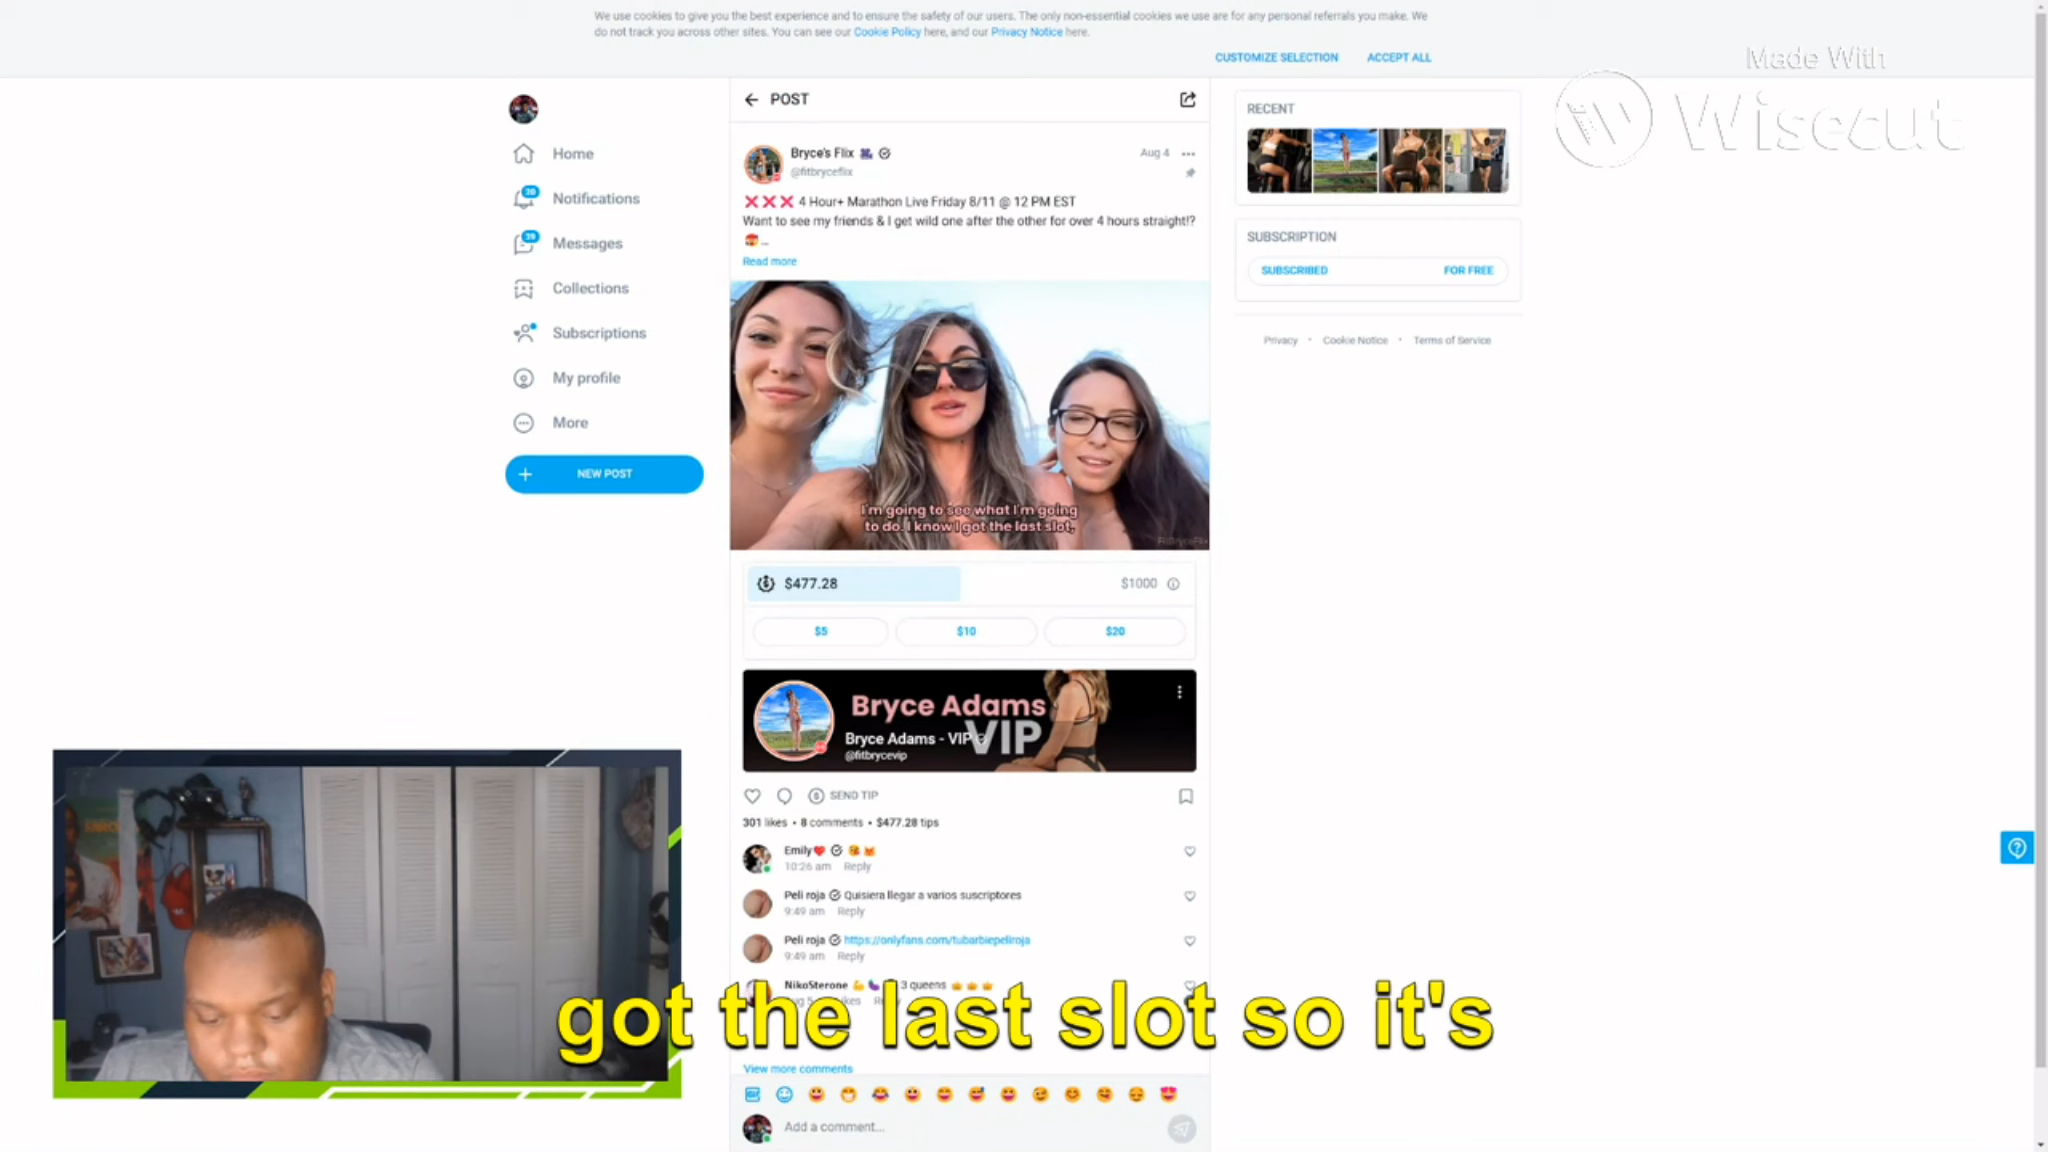 We use cookies to give you the best experience and to ensure the safety of our users. The only non-essential cookies we use are for any personal referrals you make. We
do not track you across other sites. You can see our Cookie Policy here, and our Privacy Notice here.
CUSTOMIZE SELECTION ACCEPT ALL
Made With
Wisecut
Home
Notifications
Messages
Collections
Subscriptions
My profile
More
NEW POST
POST
Bryce's Flix
@fitbryceflix
Aug 4
❌❌❌ 4 Hour+ Marathon Live Friday 8/11 @ 12 PM EST
Want to see my friends & I get wild one after the other for over 4 hours straight!?
...
Read more
I'm going to see what I'm going
to do. I know I got the last slot,
$477.28 $1000
$5 $10 $20
Bryce Adams
VIP
Bryce Adams - VIP
@fitbrycevip
SEND TIP
301 likes • 8 comments • $477.28 tips
Emily
10:26 am Reply
Peli roja Quisiera llegar a varios suscriptores
9:49 am Reply
Peli roja https://onlyfans.com/tubarbiepeliroja
9:49 am Reply
NikoSterone 3 queens
got the last slot so it's
View more comments
Add a comment...
RECENT
SUBSCRIPTION
SUBSCRIBED FOR FREE
Privacy • Cookie Notice • Terms of Service